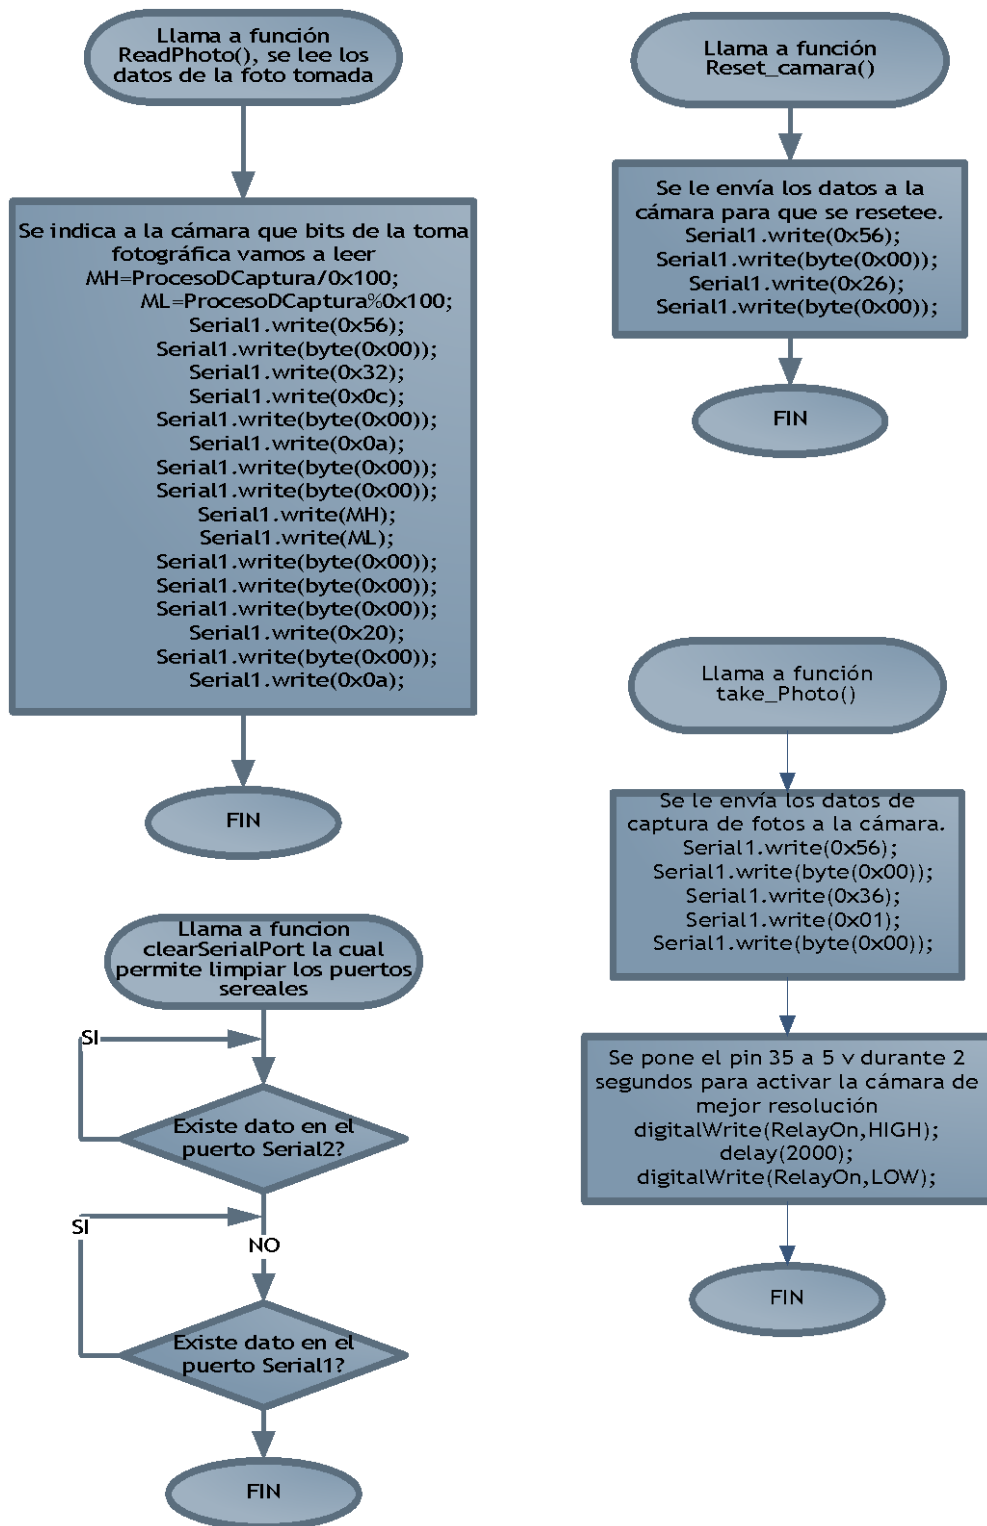 Llama a función
ReadPhoto(), se lee los
datos de la foto tomada
Se indica a la cámara que bits de la toma
fotográfica vamos a leer
MH=ProcesoDCaptura/0x100;
ML=ProcesoDCaptura%0x100;
Serial1.write(0x56);
Serial1.write(byte(0x00));
Serial1.write(0x32);
Serial1.write(0x0c);
Serial1.write(byte(0x00));
Serial1.write(0x0a);
Serial1.write(byte(0x00));
Serial1.write(byte(0x00));
Serial1.write(MH);
Serial1.write(ML);
Serial1.write(byte(0x00));
Serial1.write(byte(0x00));
Serial1.write(byte(0x00));
Serial1.write(0x20);
Serial1.write(byte(0x00));
Serial1.write(0x0a);
FIN
Llama a funcion
clearSerialPort la cual
permite limpiar los puertos
sereales
SI
Existe dato en el
puerto Serial2?
SI
NO
Existe dato en el
puerto Serial1?
FIN
Llama a función
Reset_camara()
Se le envía los datos a la
cámara para que se resetee.
Serial1.write(0x56);
Serial1.write(byte(0x00));
Serial1.write(0x26);
Serial1.write(byte(0x00));
FIN
Llama a función
take_Photo()
Se le envía los datos de
captura de fotos a la cámara.
Serial1.write(0x56);
Serial1.write(byte(0x00));
Serial1.write(0x36);
Serial1.write(0x01);
Serial1.write(byte(0x00));
Se pone el pin 35 a 5 v durante 2
segundos para activar la cámara de
mejor resolución
digitalWrite(RelayOn,HIGH);
delay(2000);
digitalWrite(RelayOn,LOW);
FIN